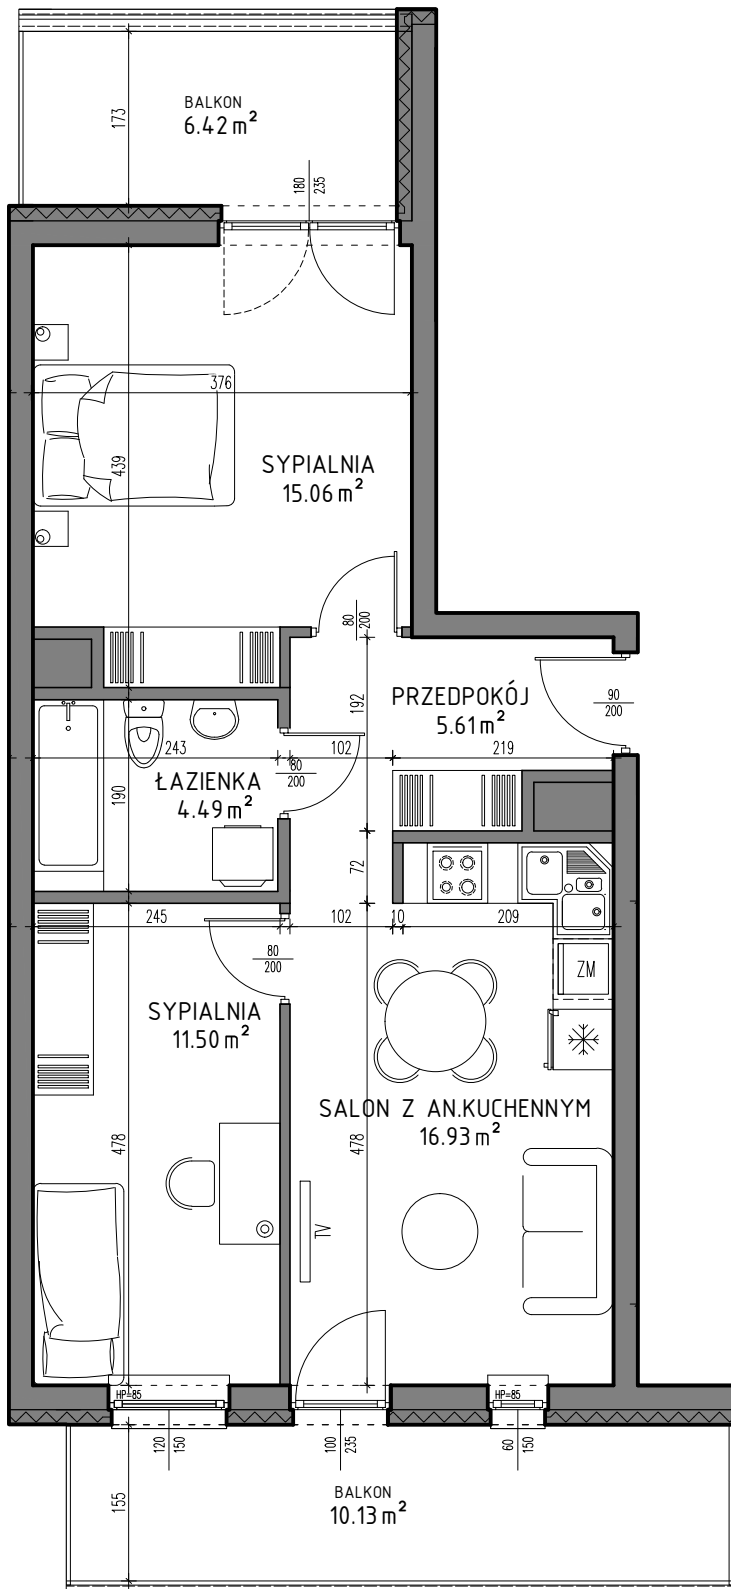 BALKON
6.42 m²
173
180
235
376
439
SYPIALNIA
15.06 m²
80
200
192
PRZEDPOKÓJ
5.61 m²
90
200
243
102
219
80
200
ŁAZIENKA
4.49 m²
190
72
245
102
10
209
80
200
ZM
SYPIALNIA
11.50 m²
SALON Z AN.KUCHENNYM
16.93 m²
478
478
TV
HP=85
HP=85
120
150
100
235
60
150
BALKON
10.13 m²
155